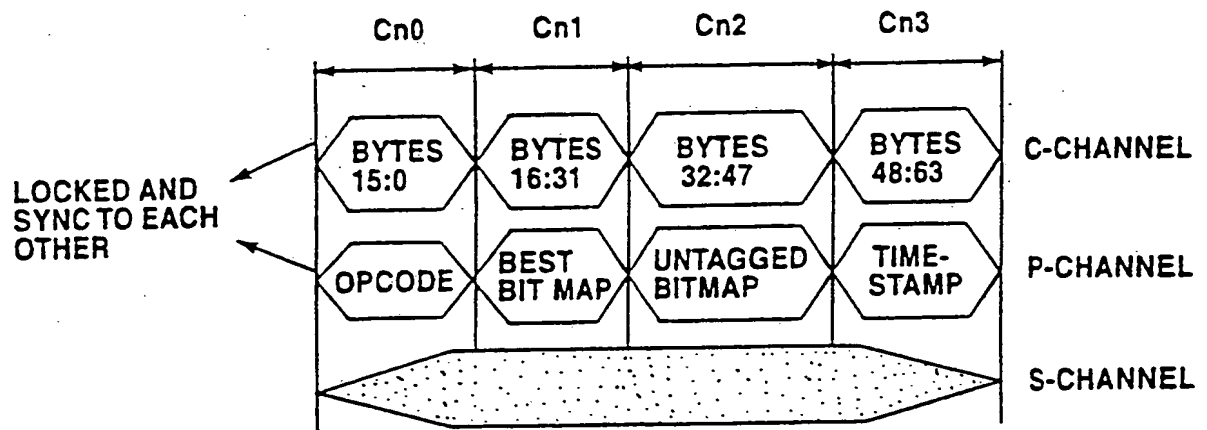 Cn0 Cn1 Cn2 Cn3
BYTES 15:0
BYTES 16:31
BYTES 32:47
BYTES 48:63
C-CHANNEL
LOCKED AND
SYNC TO EACH
OTHER
OPCODE
BEST
BIT MAP
UNTAGGED
BITMAP
TIME-
STAMP
P-CHANNEL
S-CHANNEL